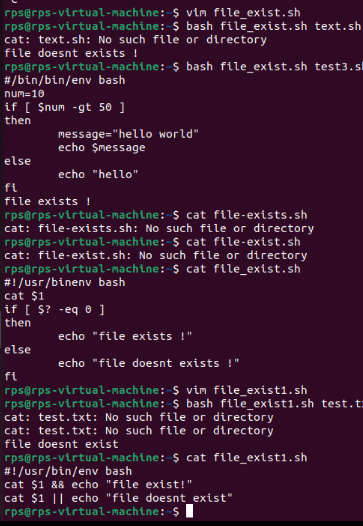 rps@rps-virtual-machine:~$ vim file_exist.sh
rps@rps-virtual-machine:~$ bash file_exist.sh text.sh
cat: text.sh: No such file or directory
file doesnt exists !
rps@rps-virtual-machine:~$ bash file_exist.sh test3.sh
#/bin/bin/env bash
num=10
if [ $num -gt 50 ]
then
        message="hello world"
        echo $message
else
        echo "hello"
fi
file exists !
rps@rps-virtual-machine:~$ cat file-exists.sh
cat: file-exists.sh: No such file or directory
rps@rps-virtual-machine:~$ cat file-exist.sh
cat: file-exist.sh: No such file or directory
rps@rps-virtual-machine:~$ cat file_exist.sh
#!/usr/binenv bash
cat $1
if [ $? -eq 0 ]
then
        echo "file exists !"
else
        echo "file doesnt exists !"
fi
rps@rps-virtual-machine:~$ vim file_exist1.sh
rps@rps-virtual-machine:~$ bash file_exist1.sh test.t
cat: test.txt: No such file or directory
cat: test.txt: No such file or directory
file doesnt exist
rps@rps-virtual-machine:~$ cat file_exist1.sh
#!/usr/bin/env bash
cat $1 && echo "file exist!"
cat $1 || echo "file doesnt exist"
rps@rps-virtual-machine:~$